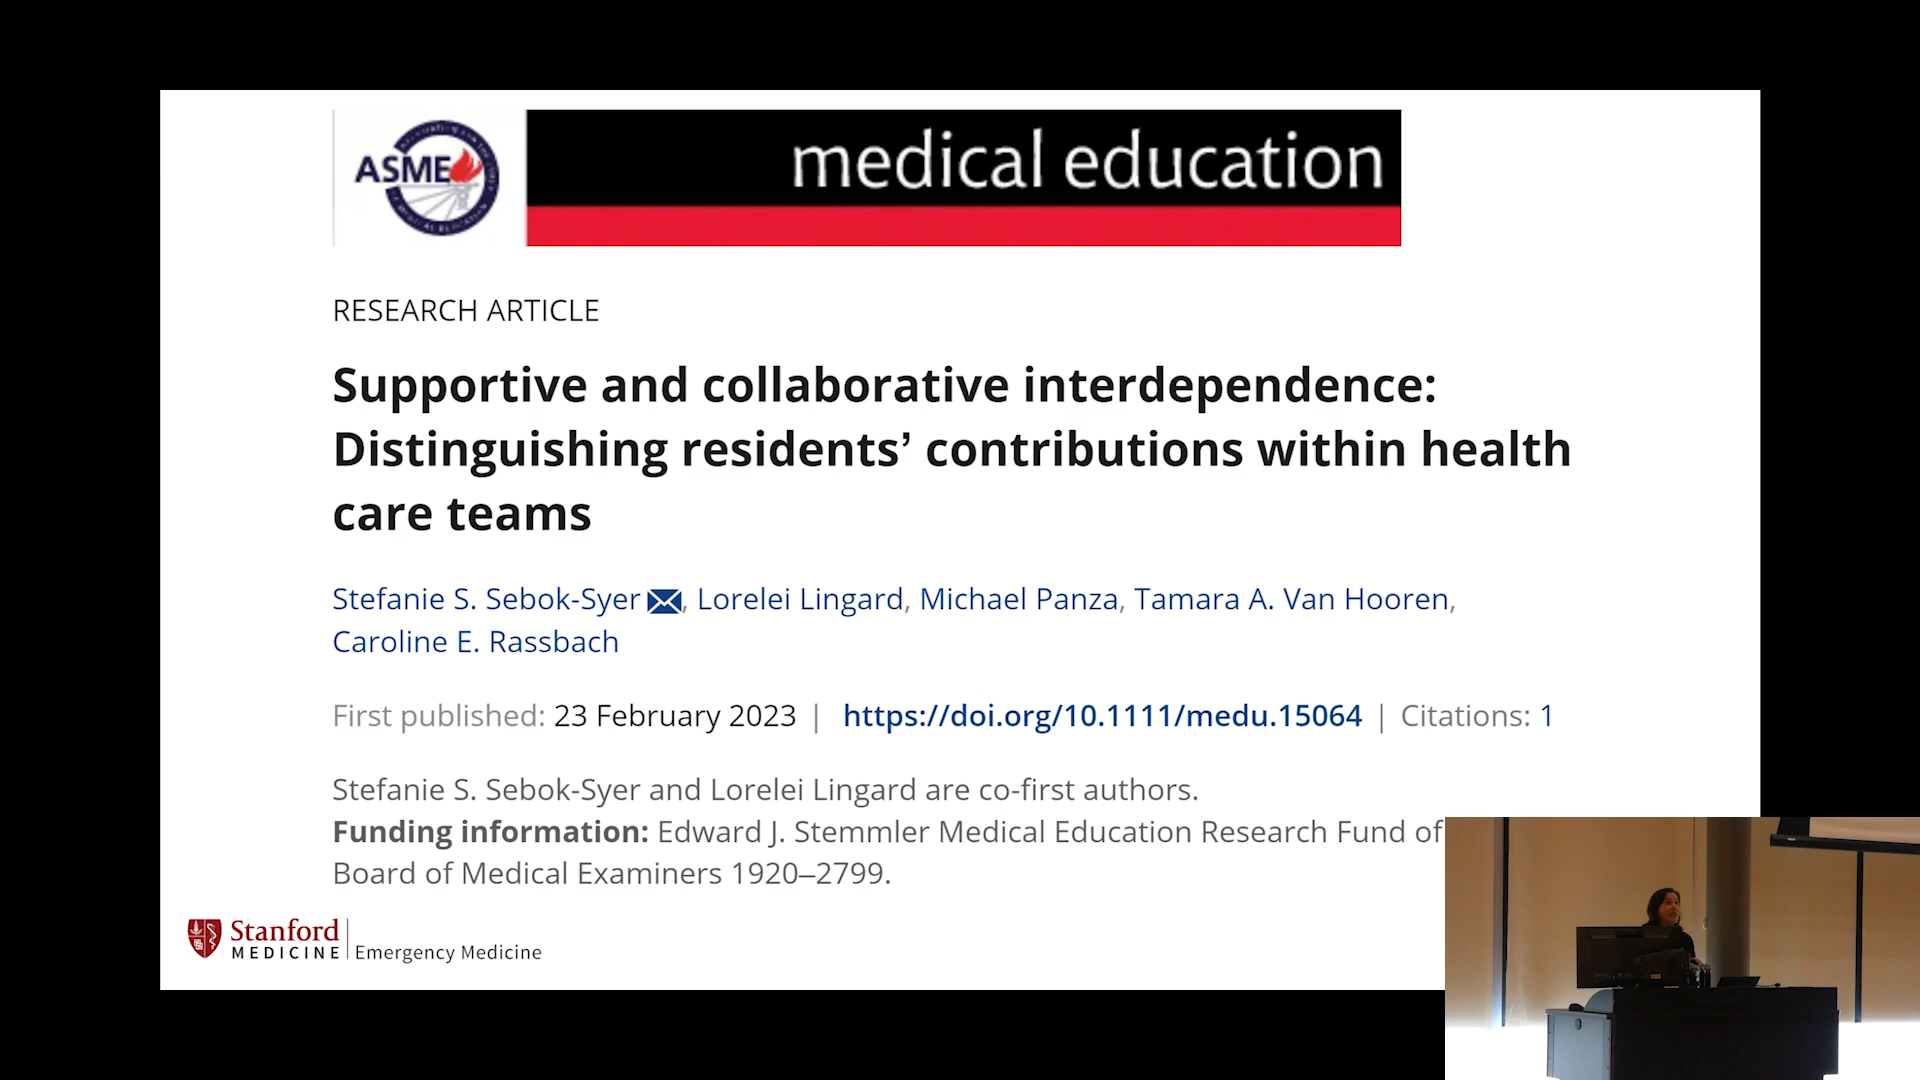 ASME
medical education
RESEARCH ARTICLE
Supportive and collaborative interdependence:
Distinguishing residents’ contributions within health
care teams
Stefanie S. Sebok-Syer, Lorelei Lingard, Michael Panza, Tamara A. Van Hooren,
Caroline E. Rassbach
First published: 23 February 2023 | https://doi.org/10.1111/medu.15064 | Citations: 1
Stefanie S. Sebok-Syer and Lorelei Lingard are co-first authors.
Funding information: Edward J. Stemmler Medical Education Research Fund of
Board of Medical Examiners 1920–2799.
Stanford
MEDICINE | Emergency Medicine